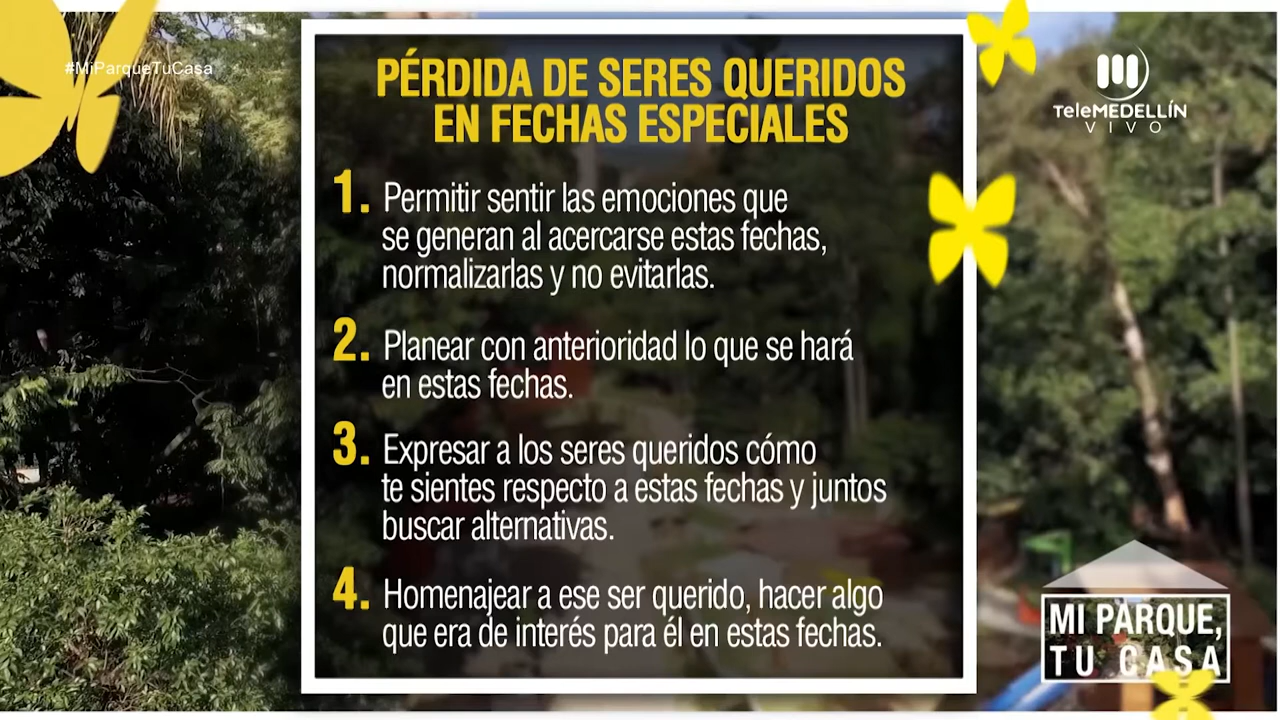 #MiParqueTuCasa
PÉRDIDA DE SERES QUERIDOS
EN FECHAS ESPECIALES
TeleMEDELLÍN
VIVO
1. Permitir sentir las emociones que
se generan al acercarse estas fechas,
normalizarlas y no evitarlas.
2. Planear con anterioridad lo que se hará
en estas fechas.
3. Expresar a los seres queridos cómo
te sientes respecto a estas fechas y juntos
buscar alternativas.
4. Homenajear a ese ser querido, hacer algo
que era de interés para él en estas fechas.
MI PARQUE,
TU CASA